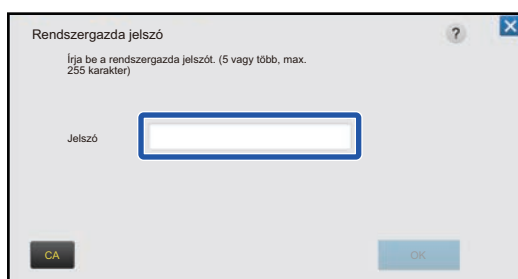 Rendszergazda jelszó
?
Írja be a rendszergazda jelszót. (5 vagy több, max.
255 karakter)
Jelszó
CA
OK